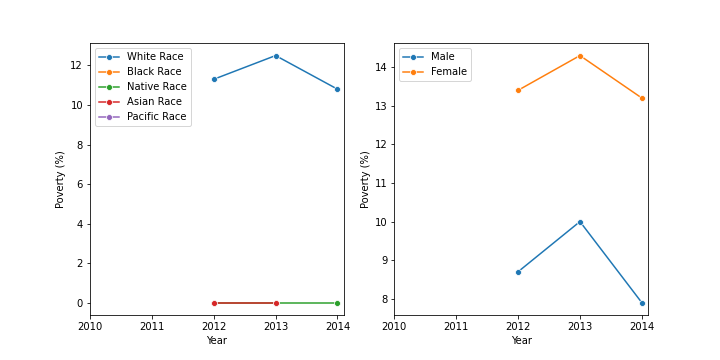 White Race
Black Race
Native Race
Asian Race
Pacific Race
12
10
8
6
4
2
0
Poverty (%)
2010 2011 2012 2013 2014
Year
Male
Female
14
13
12
11
10
9
8
Poverty (%)
2010 2011 2012 2013 2014
Year